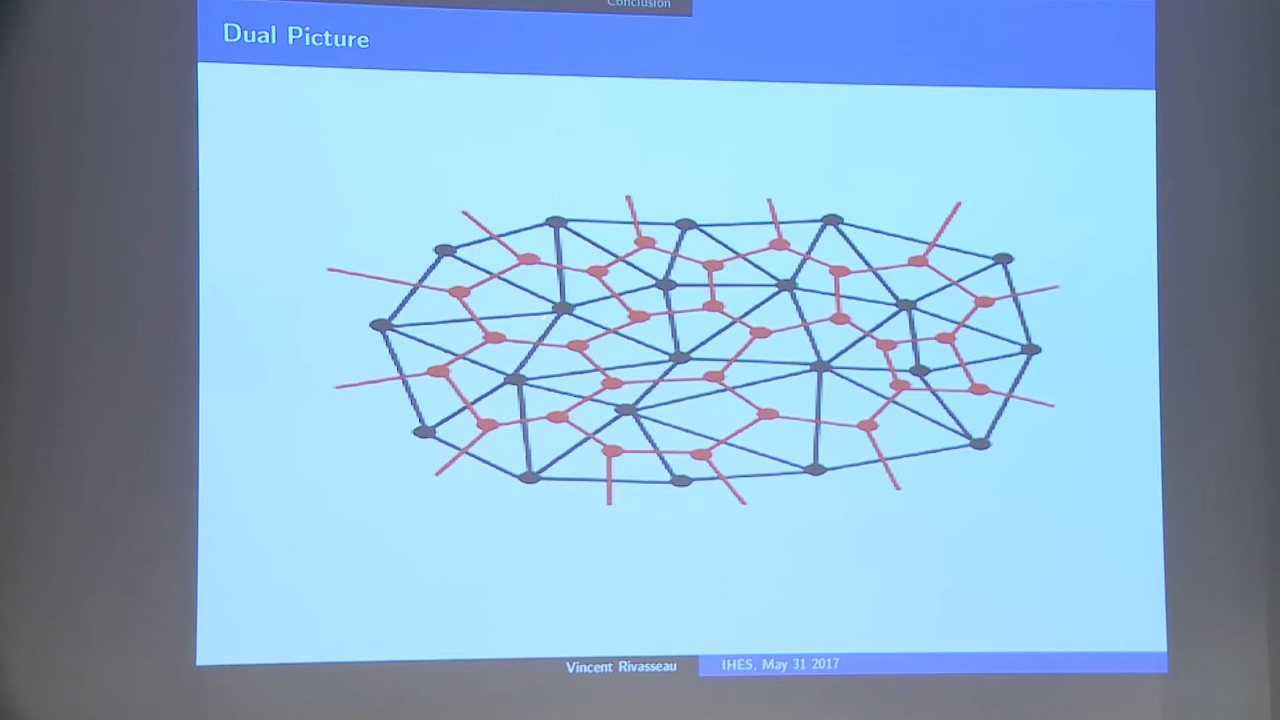 Conclusion
Dual Picture
Vincent Rivasseau
IHES, May 31 2017